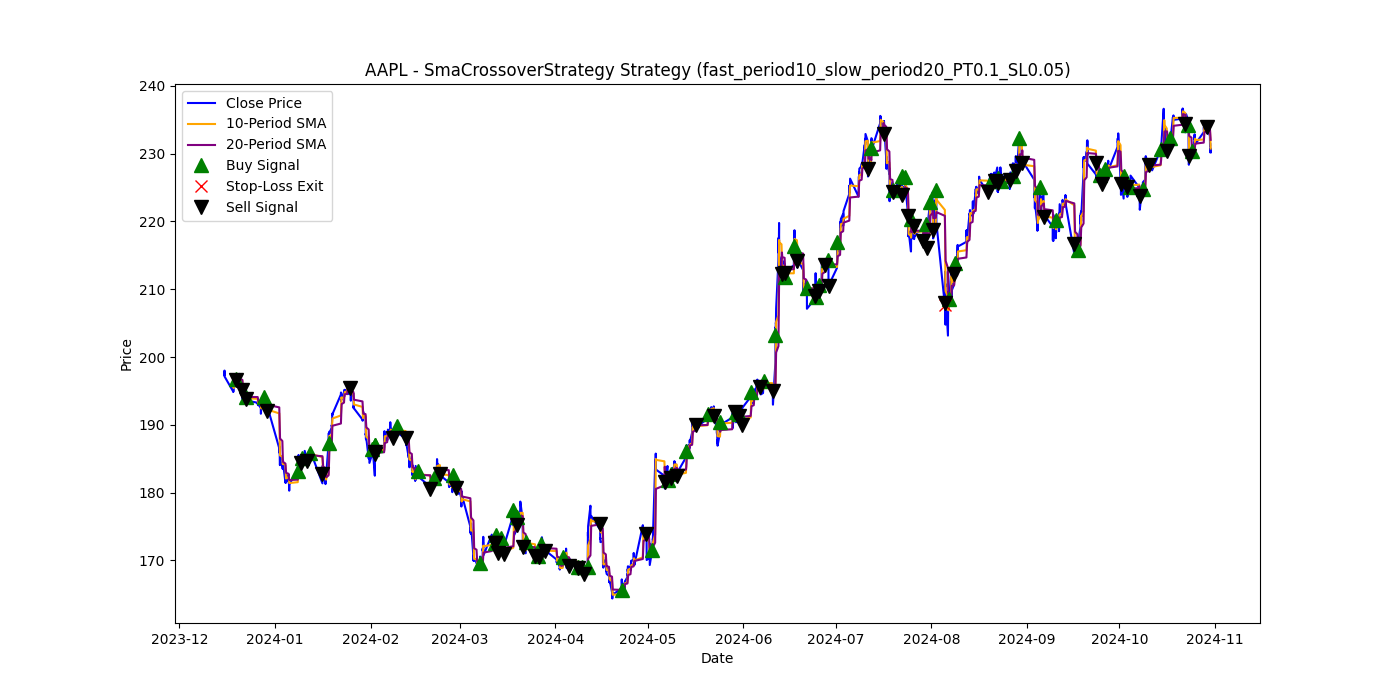 AAPL - SmaCrossoverStrategy Strategy (fast_period10_slow_period20_PT0.1_SL0.05)
Close Price
10-Period SMA
20-Period SMA
Buy Signal
Stop-Loss Exit
Sell Signal
240
230
220
210
200
190
180
170
Price
2023-12 2024-01 2024-02 2024-03 2024-04 2024-05 2024-06 2024-07 2024-08 2024-09 2024-10 2024-11
Date